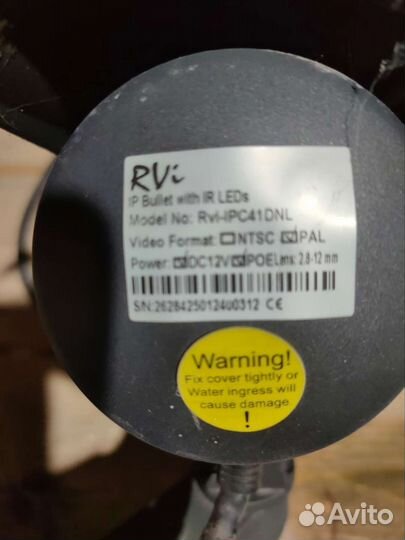 RVi
IP Bullet with IR LEDs
Model No: Rvi-IPC41DNL
Video Format: ☐NTSC ☑PAL
Power: ☑DC12V ☑POE Lens: 2.8-12 mm
S/N:2628425012400312 CE
Warning!
Fix cover tightly or
Water ingress will
cause damage !
Avito